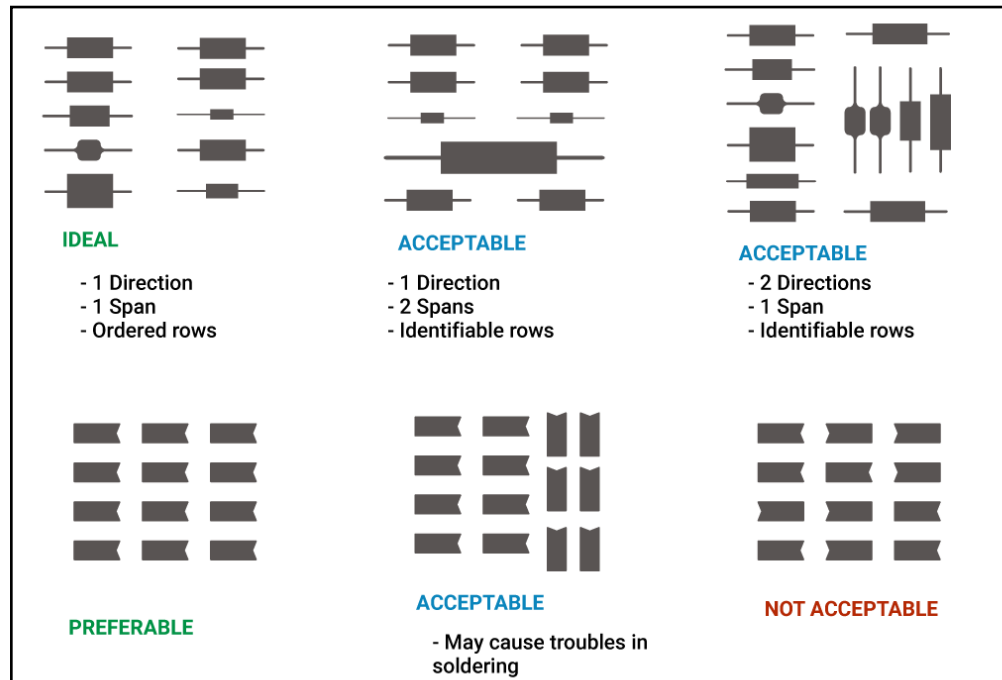 IDEAL
- 1 Direction
- 1 Span
- Ordered rows
ACCEPTABLE
- 1 Direction
- 2 Spans
- Identifiable rows
ACCEPTABLE
- 2 Directions
- 1 Span
- Identifiable rows
PREFERABLE
ACCEPTABLE
- May cause troubles in
soldering
NOT ACCEPTABLE